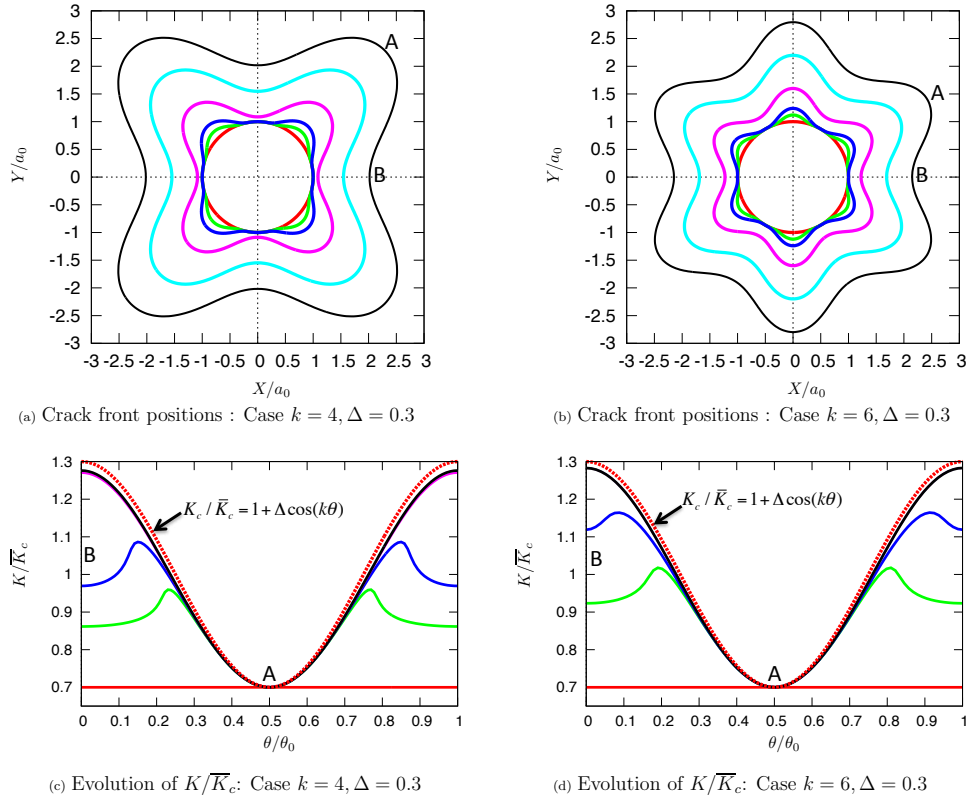 3
2.5
2
1.5
1
0.5
0
-0.5
-1
-1.5
-2
-2.5
-3
Y/a₀
A
B
-3 -2.5 -2 -1.5 -1 -0.5 0 0.5 1 1.5 2 2.5 3
X/a₀
(a) Crack front positions : Case k = 4, Δ = 0.3
3
2.5
2
1.5
1
0.5
0
-0.5
-1
-1.5
-2
-2.5
-3
Y/a₀
A
B
-3 -2.5 -2 -1.5 -1 -0.5 0 0.5 1 1.5 2 2.5 3
X/a₀
(b) Crack front positions : Case k = 6, Δ = 0.3
1.3
1.2
1.1
1
0.9
0.8
0.7
K/K̅c
K_c / K̅_c = 1 + Δ cos(kθ)
B
A
0 0.1 0.2 0.3 0.4 0.5 0.6 0.7 0.8 0.9 1
θ/θ₀
(c) Evolution of K/K̅c: Case k = 4, Δ = 0.3
1.3
1.2
1.1
1
0.9
0.8
0.7
K/K̅c
K_c / K̅_c = 1 + Δ cos(kθ)
B
A
0 0.1 0.2 0.3 0.4 0.5 0.6 0.7 0.8 0.9 1
θ/θ₀
(d) Evolution of K/K̅c: Case k = 6, Δ = 0.3